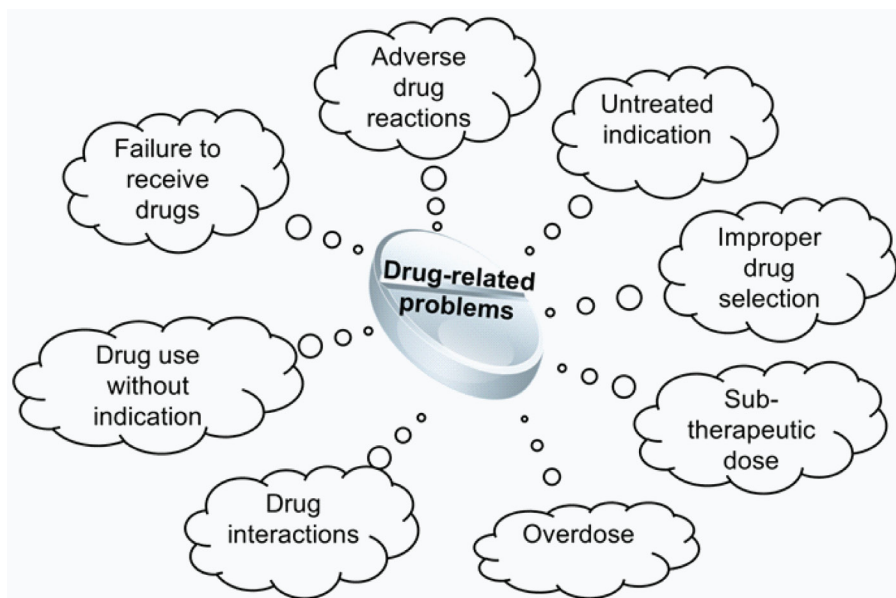 Adverse
drug
reactions
Untreated
indication
Failure to
receive
drugs
Improper
drug
selection
Drug-related
problems
Drug use
without
indication
Sub-
therapeutic
dose
Drug
interactions
Overdose